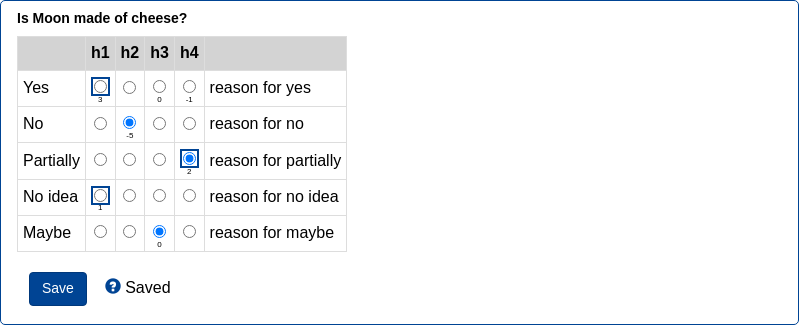 Is Moon made of cheese?
h1 h2 h3 h4
Yes reason for yes
3 0 -1
No reason for no
-5
Partially reason for partially
2
No idea reason for no idea
1
Maybe reason for maybe
0
Save ? Saved